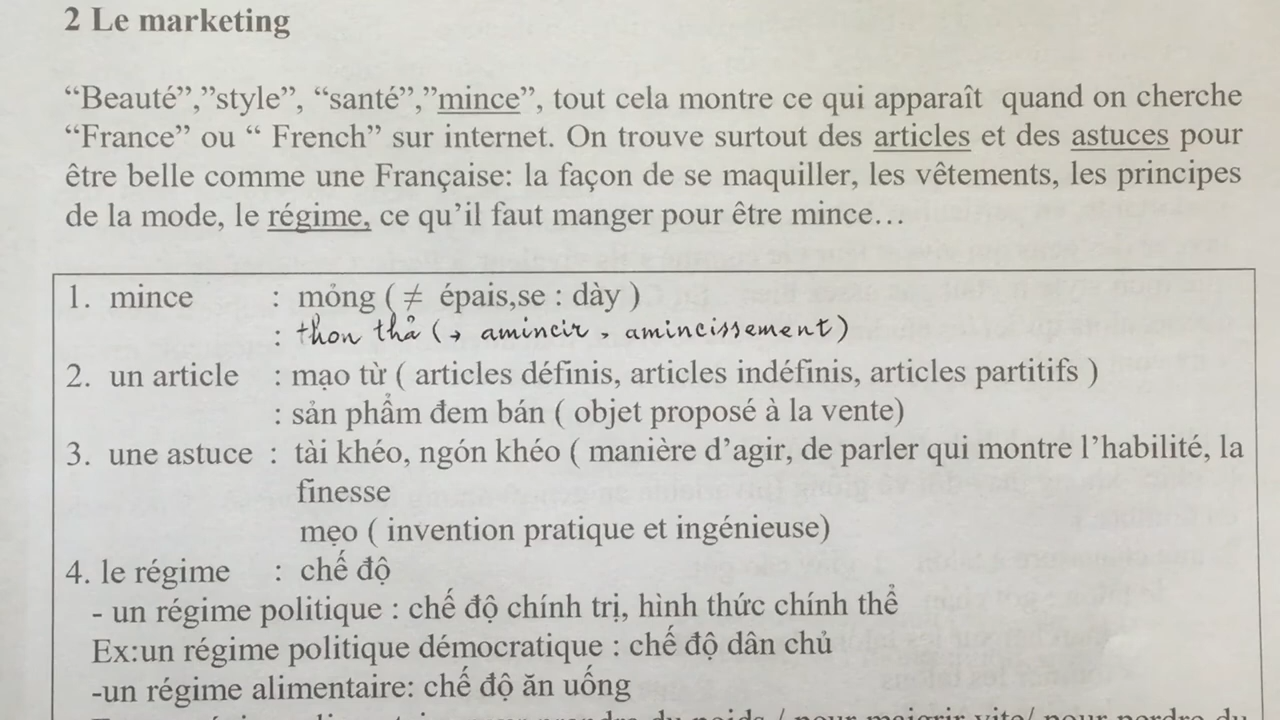 2 Le marketing
“Beauté”,”style”, “santé”,”mince”, tout cela montre ce qui apparaît quand on cherche
“France” ou “ French” sur internet. On trouve surtout des articles et des astuces pour
être belle comme une Française: la façon de se maquiller, les vêtements, les principes
de la mode, le régime, ce qu’il faut manger pour être mince…
1. mince : mỏng ( ≠ épais,se : dày )
: thon thả (→ amincir, amincissement)
2. un article : mạo từ ( articles définis, articles indéfinis, articles partitifs )
: sản phẩm đem bán ( objet proposé à la vente)
3. une astuce : tài khéo, ngón khéo ( manière d’agir, de parler qui montre l’habilité, la
finesse
mẹo ( invention pratique et ingénieuse)
4. le régime : chế độ
- un régime politique : chế độ chính trị, hình thức chính thể
Ex:un régime politique démocratique : chế độ dân chủ
-un régime alimentaire: chế độ ăn uống